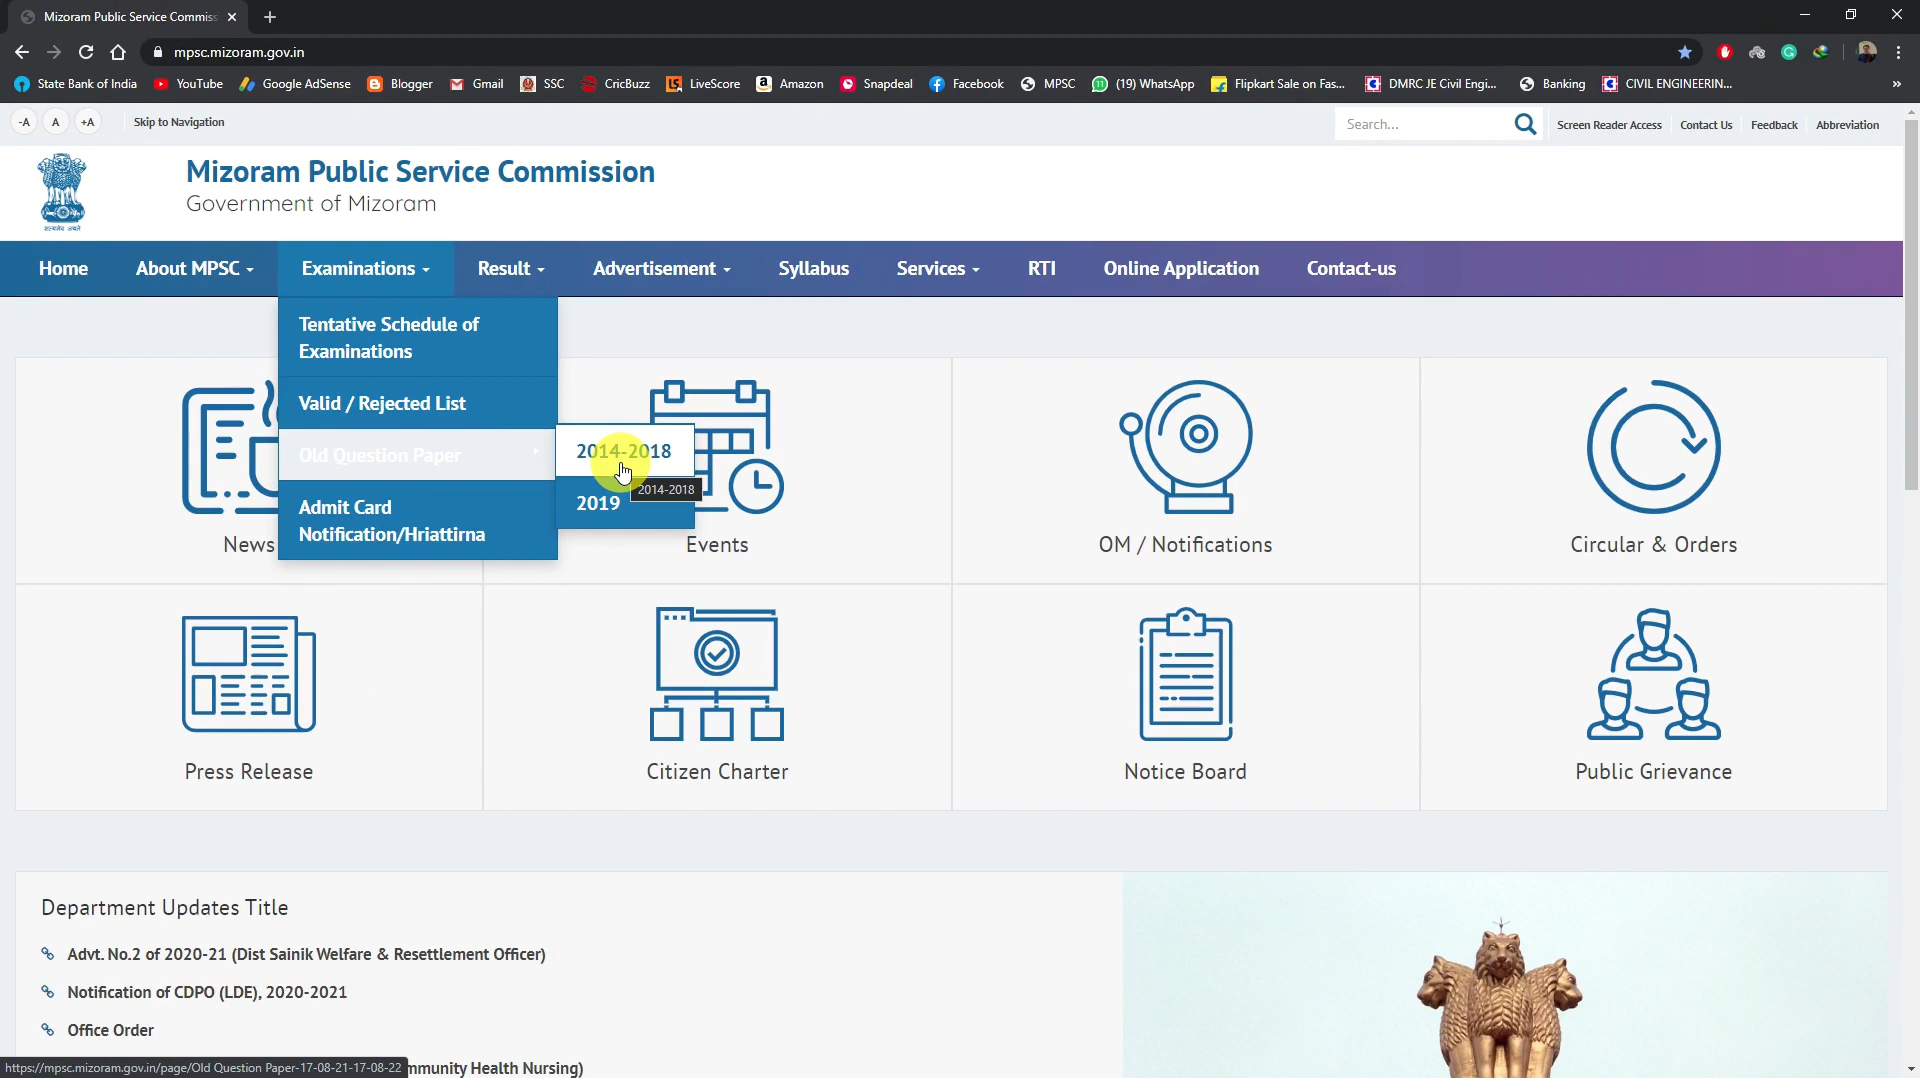 Mizoram Public Service Commiss
mpsc.mizoram.gov.in
State Bank of India YouTube Google AdSense Blogger Gmail SSC CricBuzz LiveScore Amazon Snapdeal Facebook MPSC (19) WhatsApp Flipkart Sale on Fas... DMRC JE Civil Engi... Banking CIVIL ENGINEERIN... »
-A A +A Skip to Navigation Search... Screen Reader Access Contact Us Feedback Abbreviation
Mizoram Public Service Commission
Government of Mizoram
सत्यमेव जयते
Home About MPSC Examinations Result Advertisement Syllabus Services RTI Online Application Contact-us
Tentative Schedule of
Examinations
Valid / Rejected List
Old Question Paper
Admit Card
Notification/Hriattirna
2014-2018
2014-2018
2019
News
Events
OM / Notifications
Circular & Orders
Press Release
Citizen Charter
Notice Board
Public Grievance
Department Updates Title
Advt. No.2 of 2020-21 (Dist Sainik Welfare & Resettlement Officer)
Notification of CDPO (LDE), 2020-2021
Office Order
mmunity Health Nursing)
https://mpsc.mizoram.gov.in/page/Old Question Paper-17-08-21-17-08-22